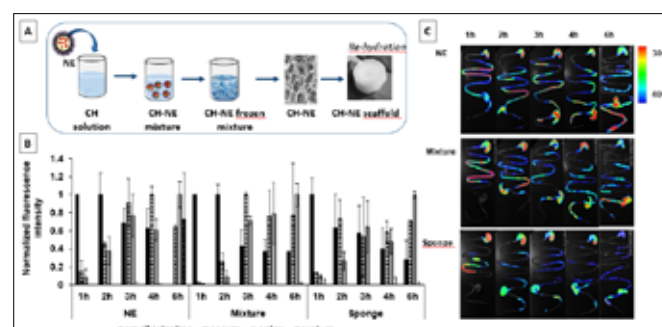 A
NE
CH
solution
CH-NE
mixture
CH-NE frozen
mixture
CH-NE
Re-hydration
CH-NE scaffold
B
Normalized fluorescence
intensity
1.4
1.2
1
0.8
0.6
0.4
0.2
0
1h 2h 3h 4h 6h 1h 2h 3h 4h 6h 1h 2h 3h 4h 6h
NE Mixture Sponge
C
1h 2h 3h 4h 6h
NE
Mixture
Sponge